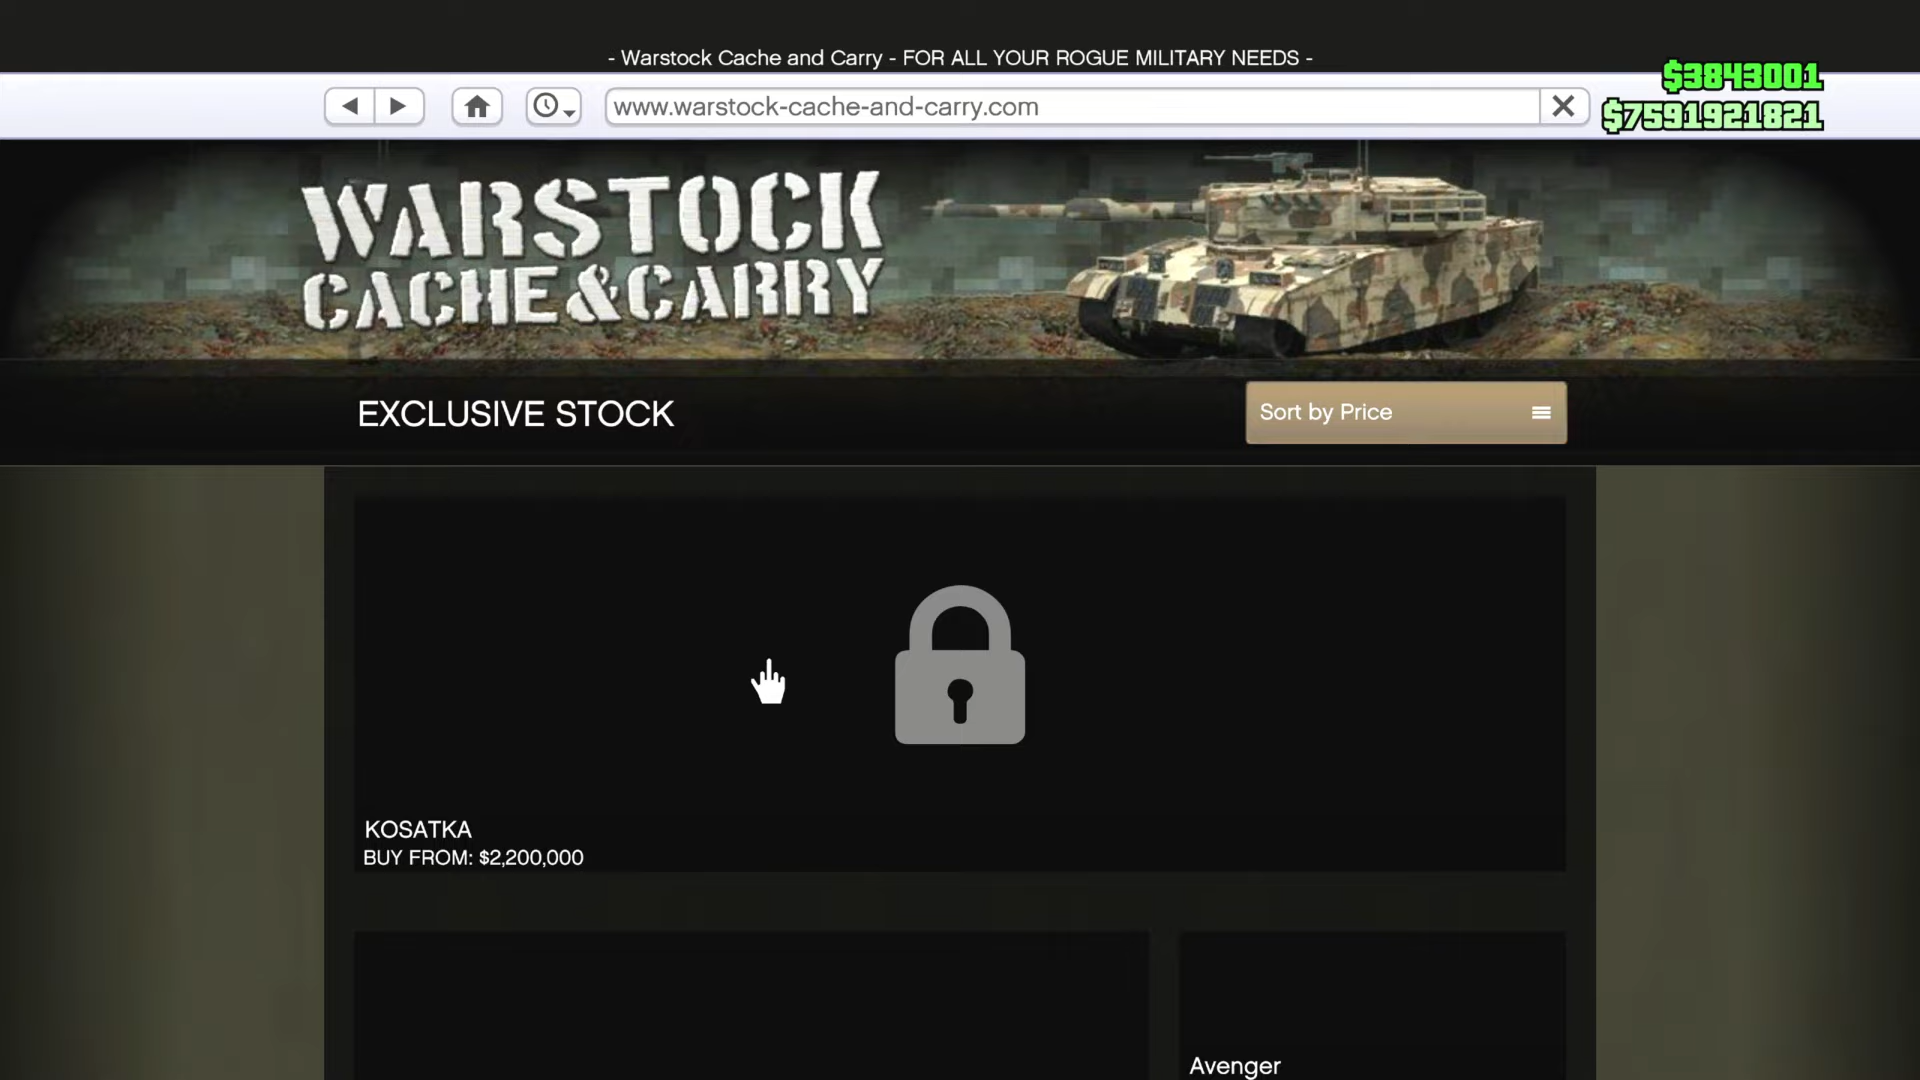 - Warstock Cache and Carry - FOR ALL YOUR ROGUE MILITARY NEEDS -
$3843001
www.warstock-cache-and-carry.com
$7591921821
WARSTOCK
CACHE & CARRY
EXCLUSIVE STOCK
Sort by Price
KOSATKA
BUY FROM: $2,200,000
Avenger